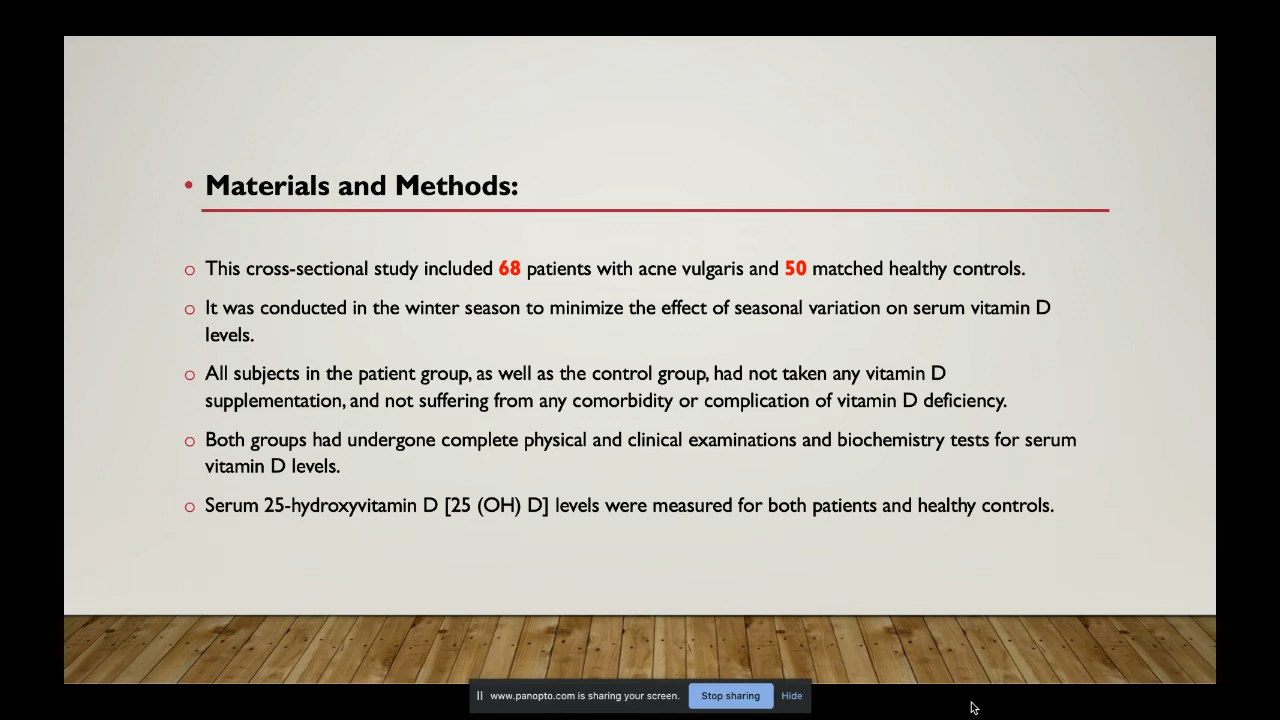 • Materials and Methods:
o This cross-sectional study included 68 patients with acne vulgaris and 50 matched healthy controls.
o It was conducted in the winter season to minimize the effect of seasonal variation on serum vitamin D
levels.
o All subjects in the patient group, as well as the control group, had not taken any vitamin D
supplementation, and not suffering from any comorbidity or complication of vitamin D deficiency.
o Both groups had undergone complete physical and clinical examinations and biochemistry tests for serum
vitamin D levels.
o Serum 25-hydroxyvitamin D [25 (OH) D] levels were measured for both patients and healthy controls.
www.panopto.com is sharing your screen. Stop sharing Hide